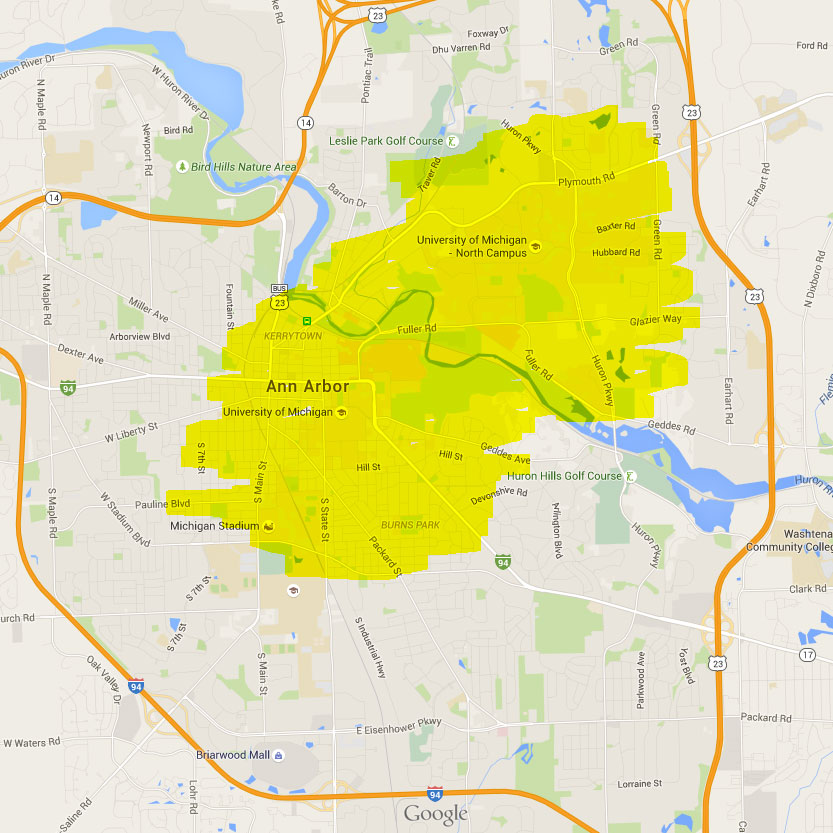 23
Foxway Dr
Dhu Varren Rd
Green Rd
Ford Rd
W Huron River Dr
N Maple Rd
Newport Rd
Bird Rd
Bird Hills Nature Area
14
Pontiac Trail
Leslie Park Golf Course
Huron Pkwy
Traver Rd
Green Rd
23
Plymouth Rd
Earhart Rd
Barton Dr
14
University of Michigan
- North Campus
Baxter Rd
Hubbard Rd
Green Rd
N Dixboro Rd
N Maple Rd
Miller Ave
Fountain St
BUS
23
23
Arborview Blvd
Dexter Ave
KERRYTOWN
Fuller Rd
Glazier Way
94
Ann Arbor
Fuller Rd
Huron Pkwy
Earhart Rd
University of Michigan
W Liberty St
S 7th St
S Main St
Hill St
Hill St
Geddes Ave
Geddes Rd
Huron Hills Golf Course
S Maple Rd
W Stadium Blvd
Pauline Blvd
Michigan Stadium
S State St
BURNS PARK
Devonshire Rd
Arlington Blvd
Huron Pkwy
Washtena
Community Colleg
Packard St
94
S 7th St
S 7th St
Clark Rd
S Industrial Hwy
17
Oak Valley Dr
94
S Main St
Parkwood Ave
Yost Blvd
23
Packard Rd
E Eisenhower Pkwy
W Waters Rd
Briarwood Mall
Lohr Rd
-Saline Rd
94
Lorraine St
Google